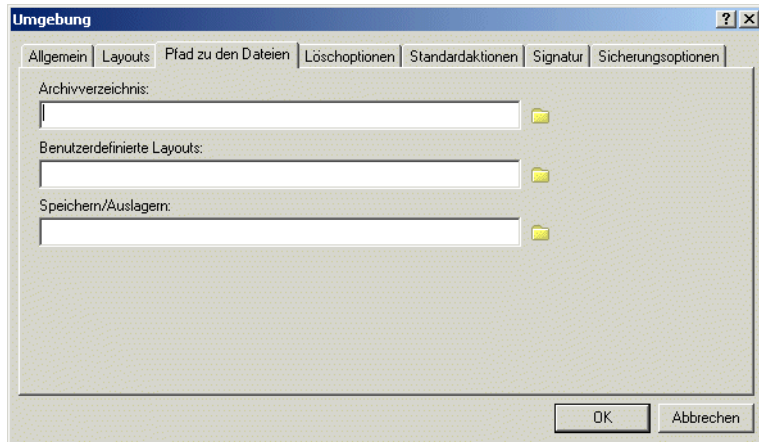 Umgebung
Allgemein Layouts Pfad zu den Dateien Löschoptionen Standardaktionen Signatur Sicherungsoptionen
Archivverzeichnis:
Benutzerdefinierte Layouts:
Speichern/Auslagern:
OK Abbrechen